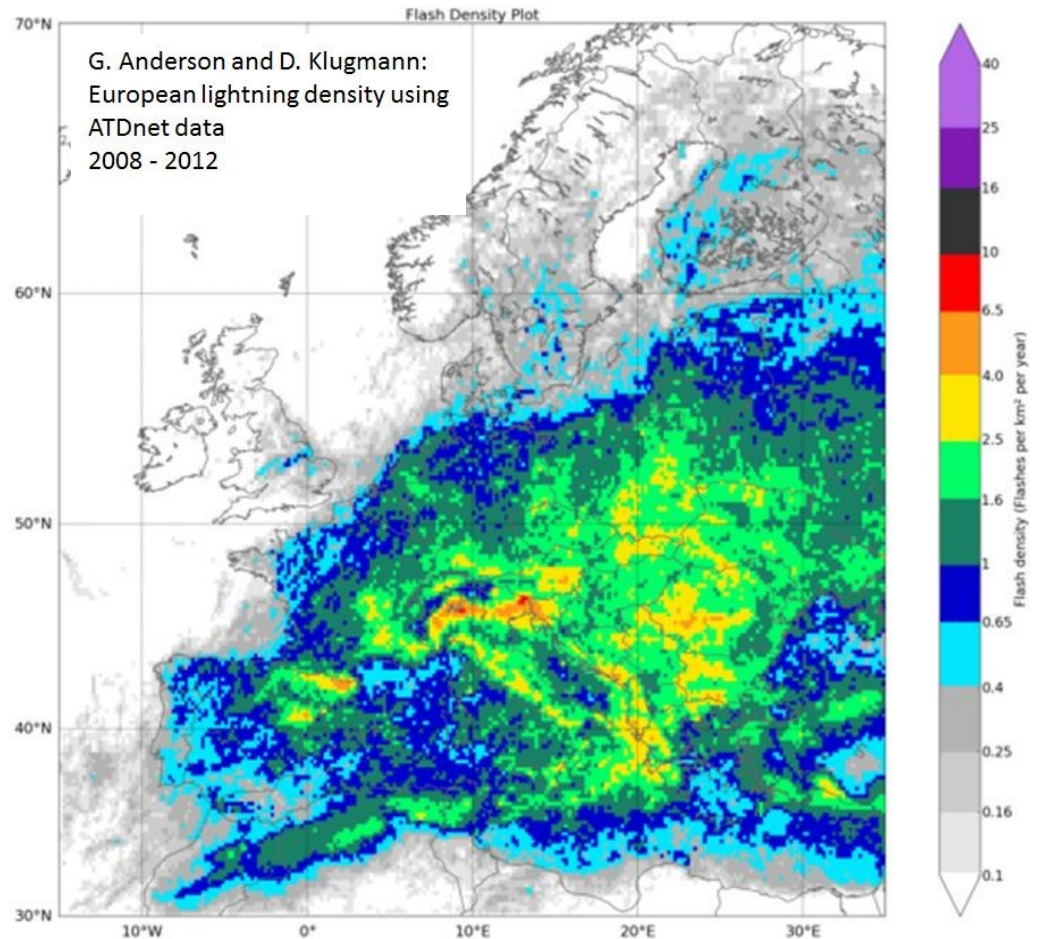 Flash Density Plot
70°N
G. Anderson and D. Klugmann:
European lightning density using
ATDnet data
2008 - 2012
60°N
50°N
40°N
30°N
10°W
0°
10°E
20°E
30°E
40
25
16
10
6.5
4.0
2.5
1.6
1
0.65
0.4
0.25
0.16
0.1
Flash density (Flashes per km² per year)